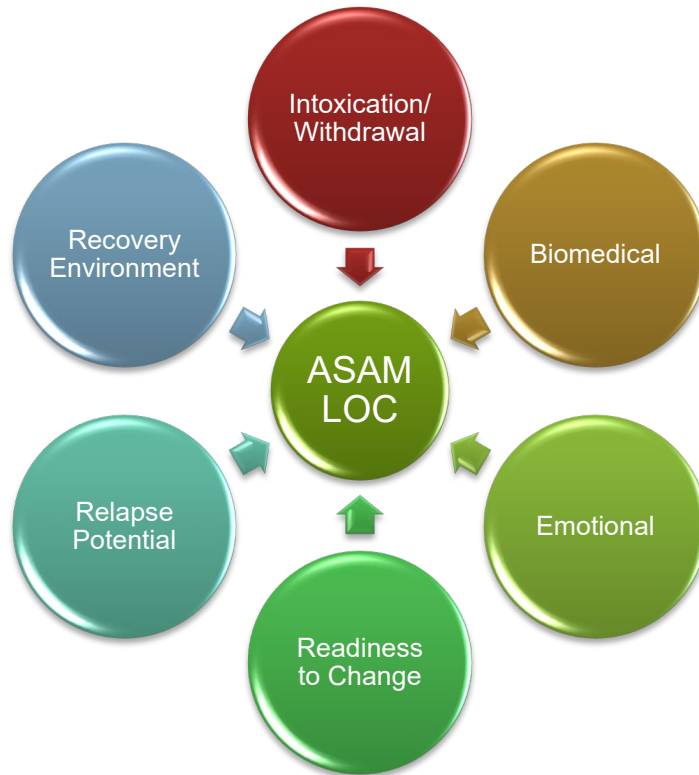 Intoxication/
Withdrawal
Biomedical
Emotional
Readiness
to Change
Relapse
Potential
Recovery
Environment
ASAM
LOC